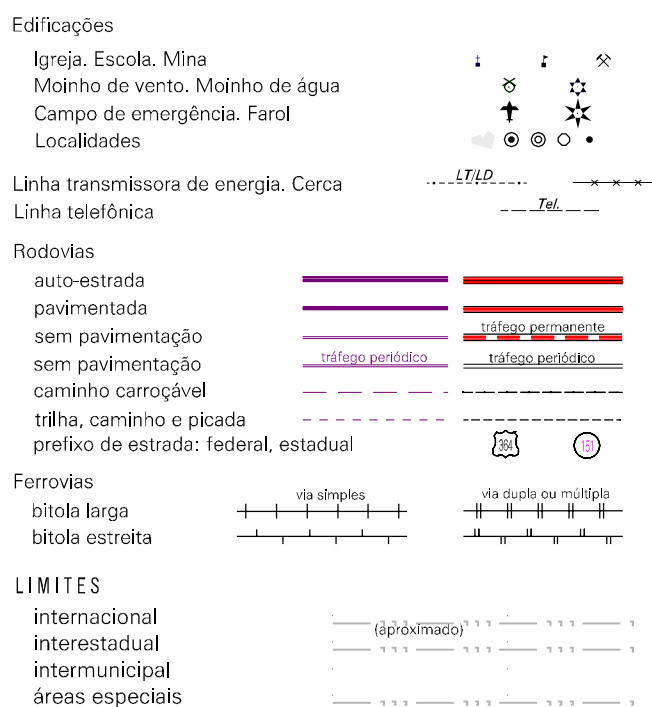 Edificações
Igreja. Escola. Mina
Moinho de vento. Moinho de água
Campo de emergência. Farol
Localidades
Linha transmissora de energia. Cerca LT/LD
Linha telefônica Tel.
Rodovias
auto-estrada
pavimentada
sem pavimentação tráfego permanente
sem pavimentação tráfego periódico tráfego periódico
caminho carroçável
trilha, caminho e picada
prefixo de estrada: federal, estadual 364 151
Ferrovias
via simples via dupla ou múltipla
bitola larga
bitola estreita
LIMITES
internacional
(aproximado)
interestadual
intermunicipal
áreas especiais